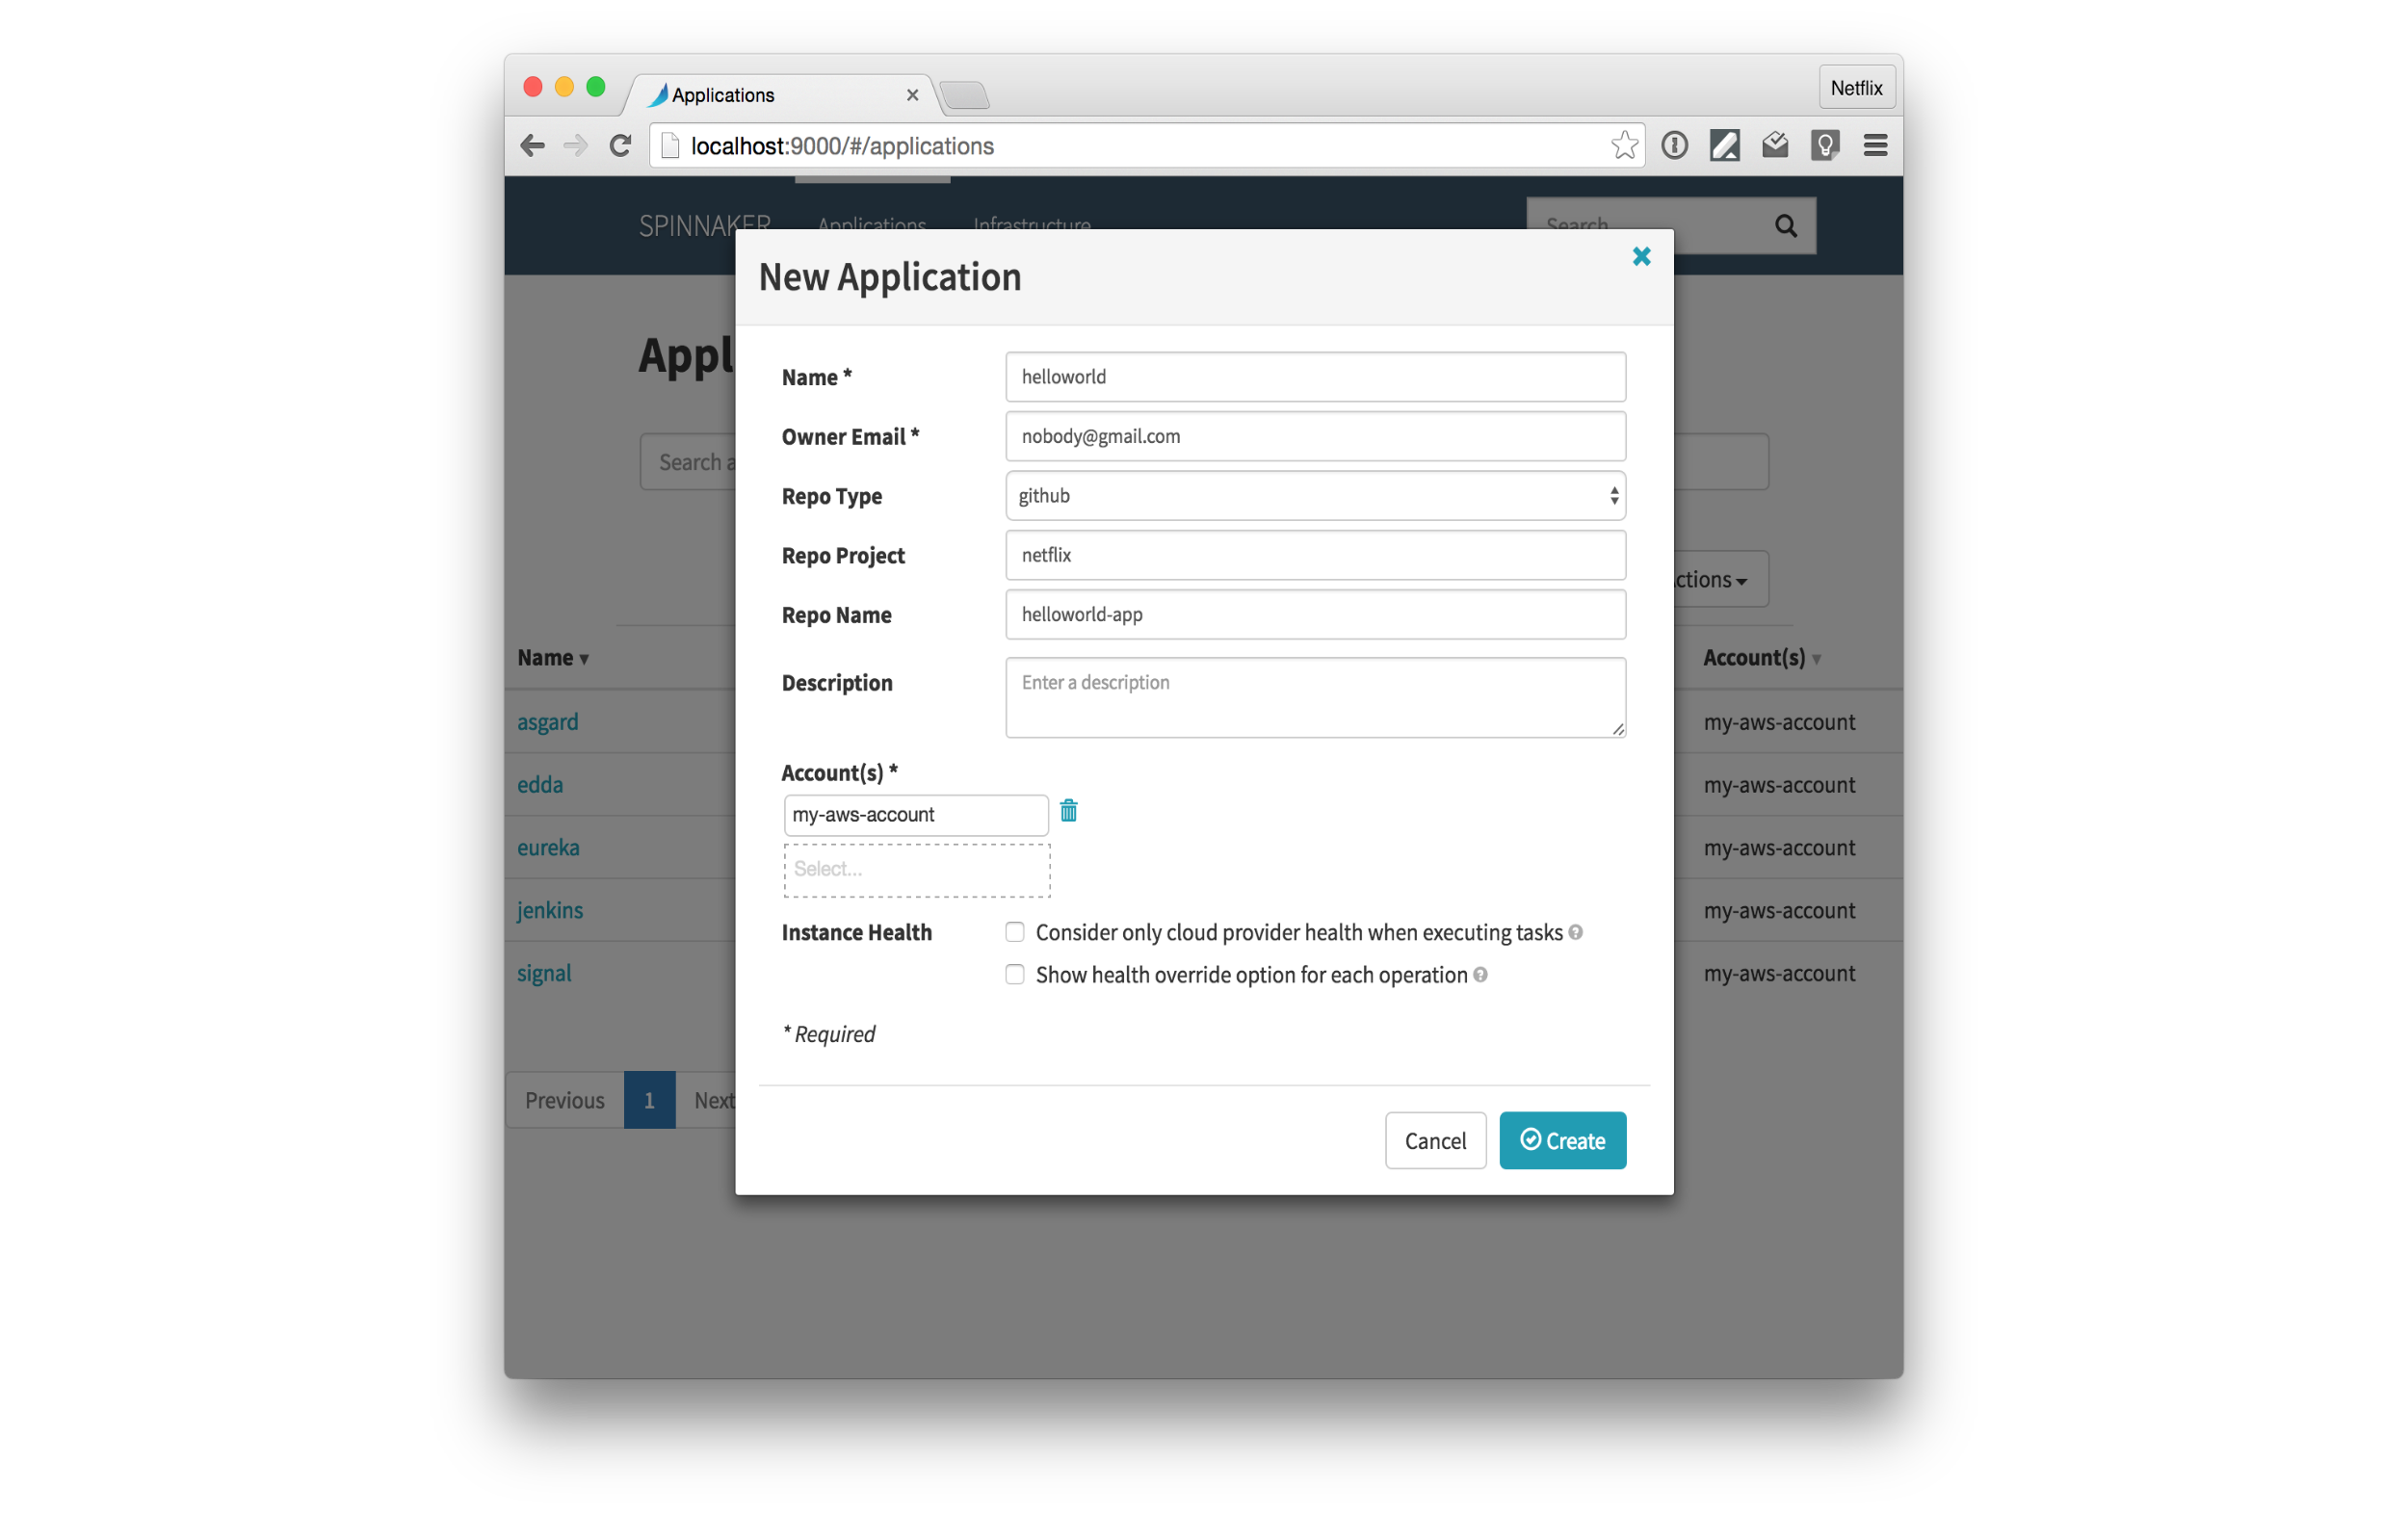 Applications
Netflix
localhost:9000/#/applications
SPINNAKER Applications Infrastructure Search
New Application
Appl
Name * helloworld
Owner Email * nobody@gmail.com
Search a
Repo Type github
Repo Project netflix
ctions
Repo Name helloworld-app
Name Account(s)
Description Enter a description
asgard my-aws-account
Account(s) *
edda my-aws-account
my-aws-account
eureka my-aws-account
Select...
jenkins my-aws-account
Instance Health Consider only cloud provider health when executing tasks
signal my-aws-account
Show health override option for each operation
* Required
Previous 1 Next
Cancel Create